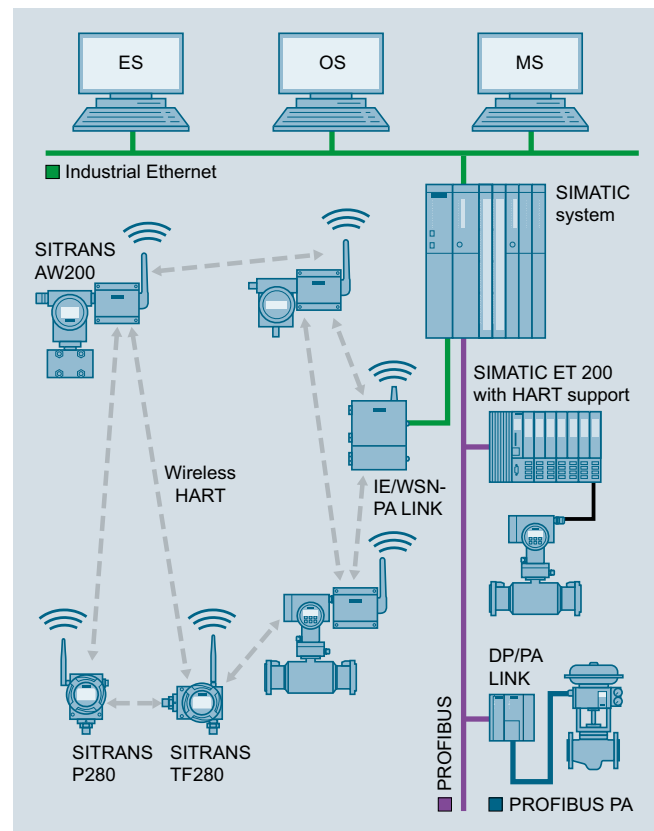 ES
OS
MS
Industrial Ethernet
SIMATIC
system
SITRANS
AW200
SIMATIC ET 200
with HART support
Wireless
HART
IE/WSN-
PA LINK
DP/PA
LINK
SITRANS
P280
SITRANS
TF280
PROFIBUS
PROFIBUS PA